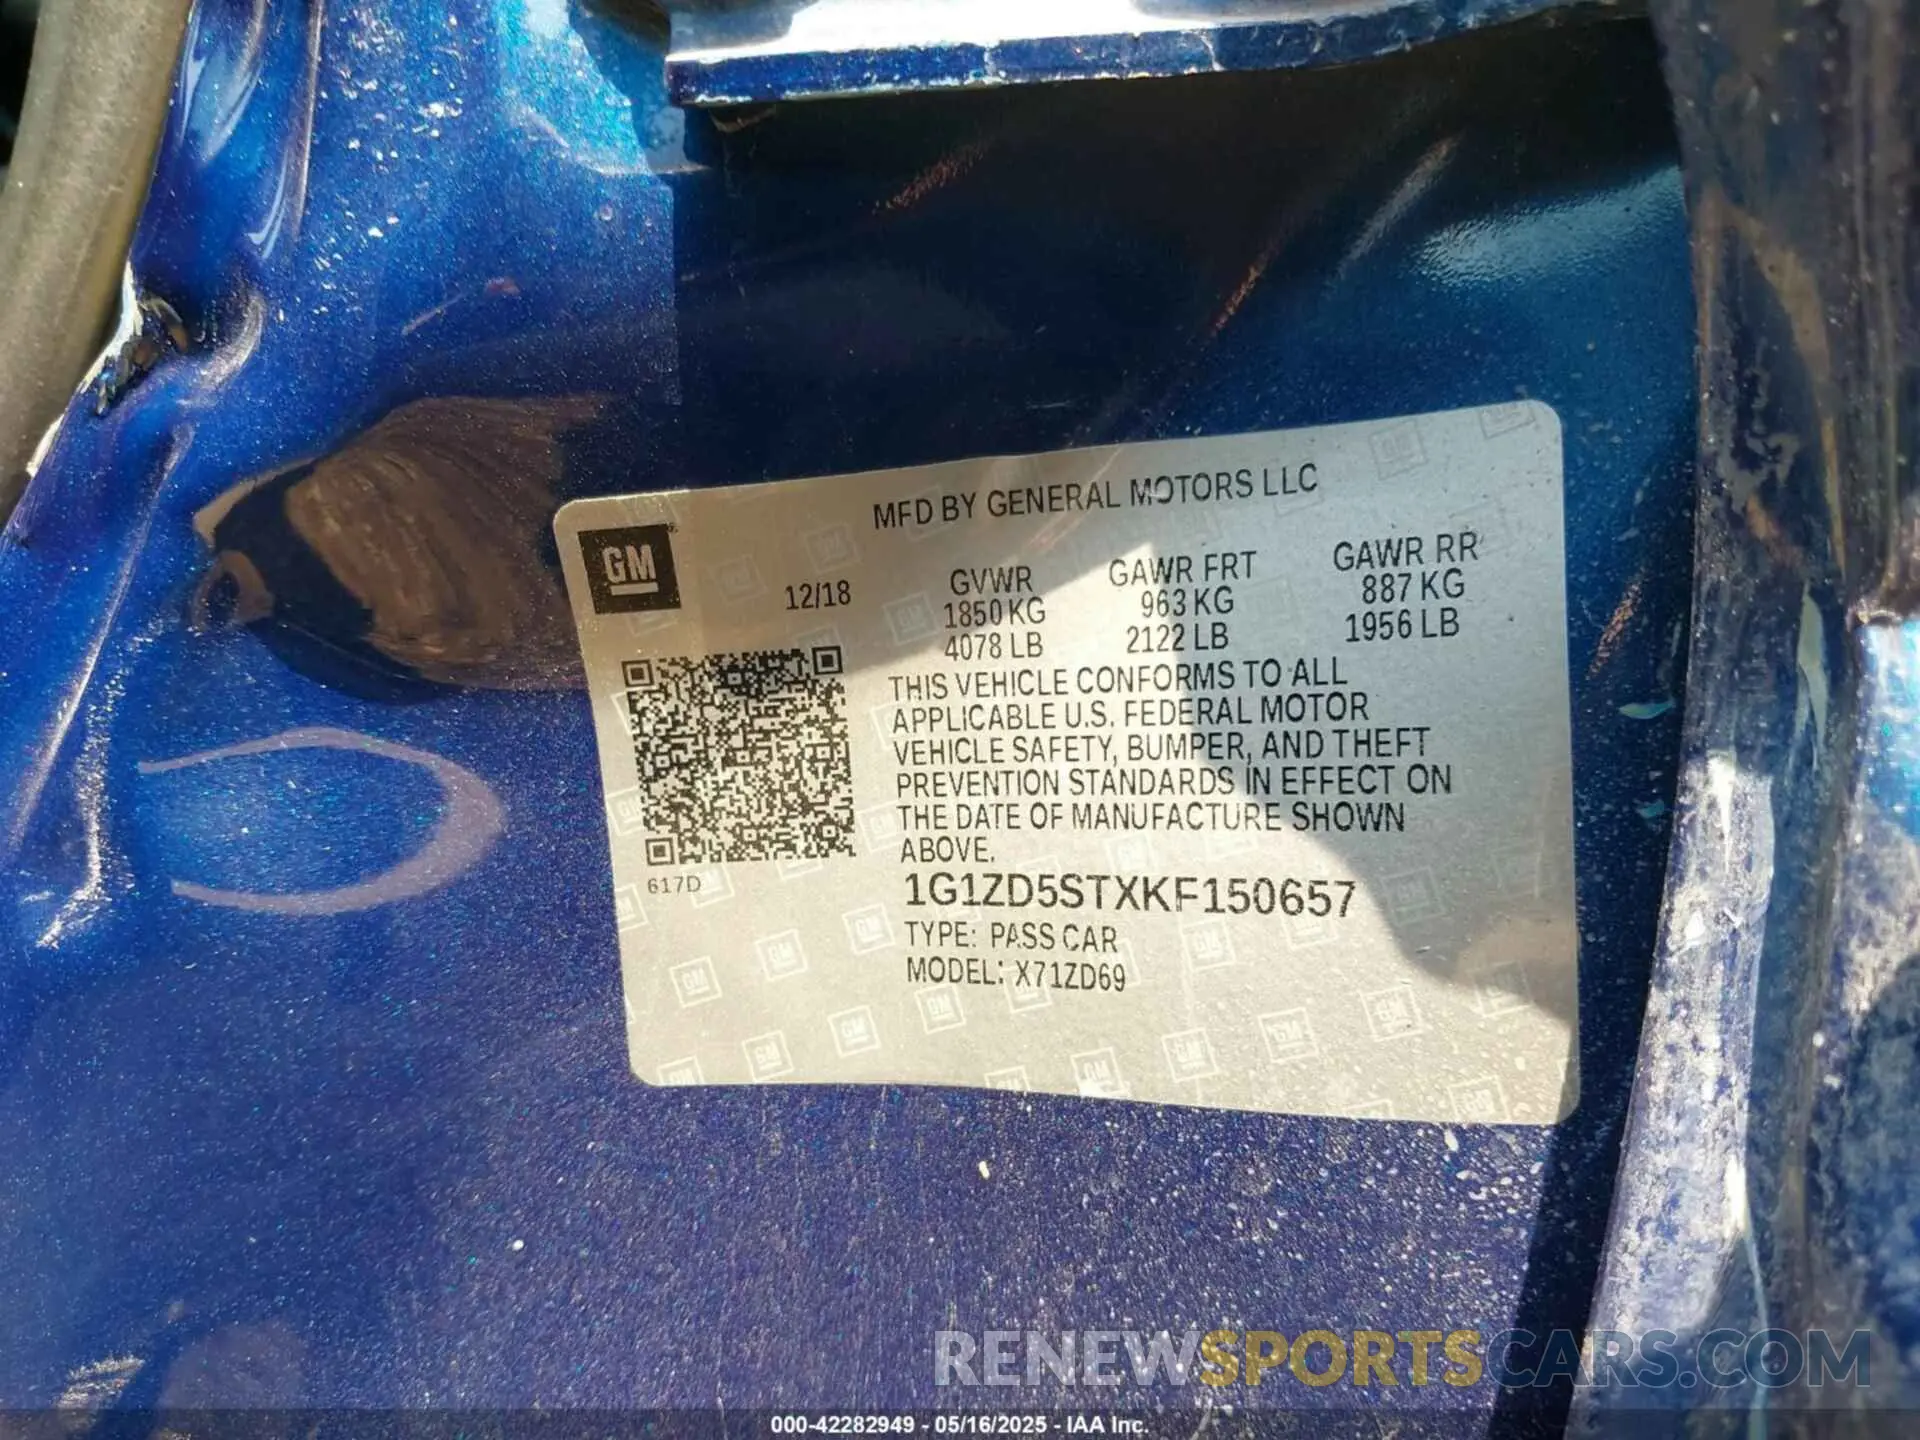 MFD BY GENERAL MOTORS LLC
GM
12/18
GVWR GAWR FRT GAWR RR
1850 KG 963 KG 887 KG
4078 LB 2122 LB 1956 LB
THIS VEHICLE CONFORMS TO ALL
APPLICABLE U.S. FEDERAL MOTOR
VEHICLE SAFETY, BUMPER, AND THEFT
PREVENTION STANDARDS IN EFFECT ON
THE DATE OF MANUFACTURE SHOWN
ABOVE.
617D
1G1ZD5STXKF150657
TYPE: PASS CAR
MODEL: X71ZD69
RENEWSPORTSCARS.COM
000-42282949 - 05/16/2025 - IAA Inc.